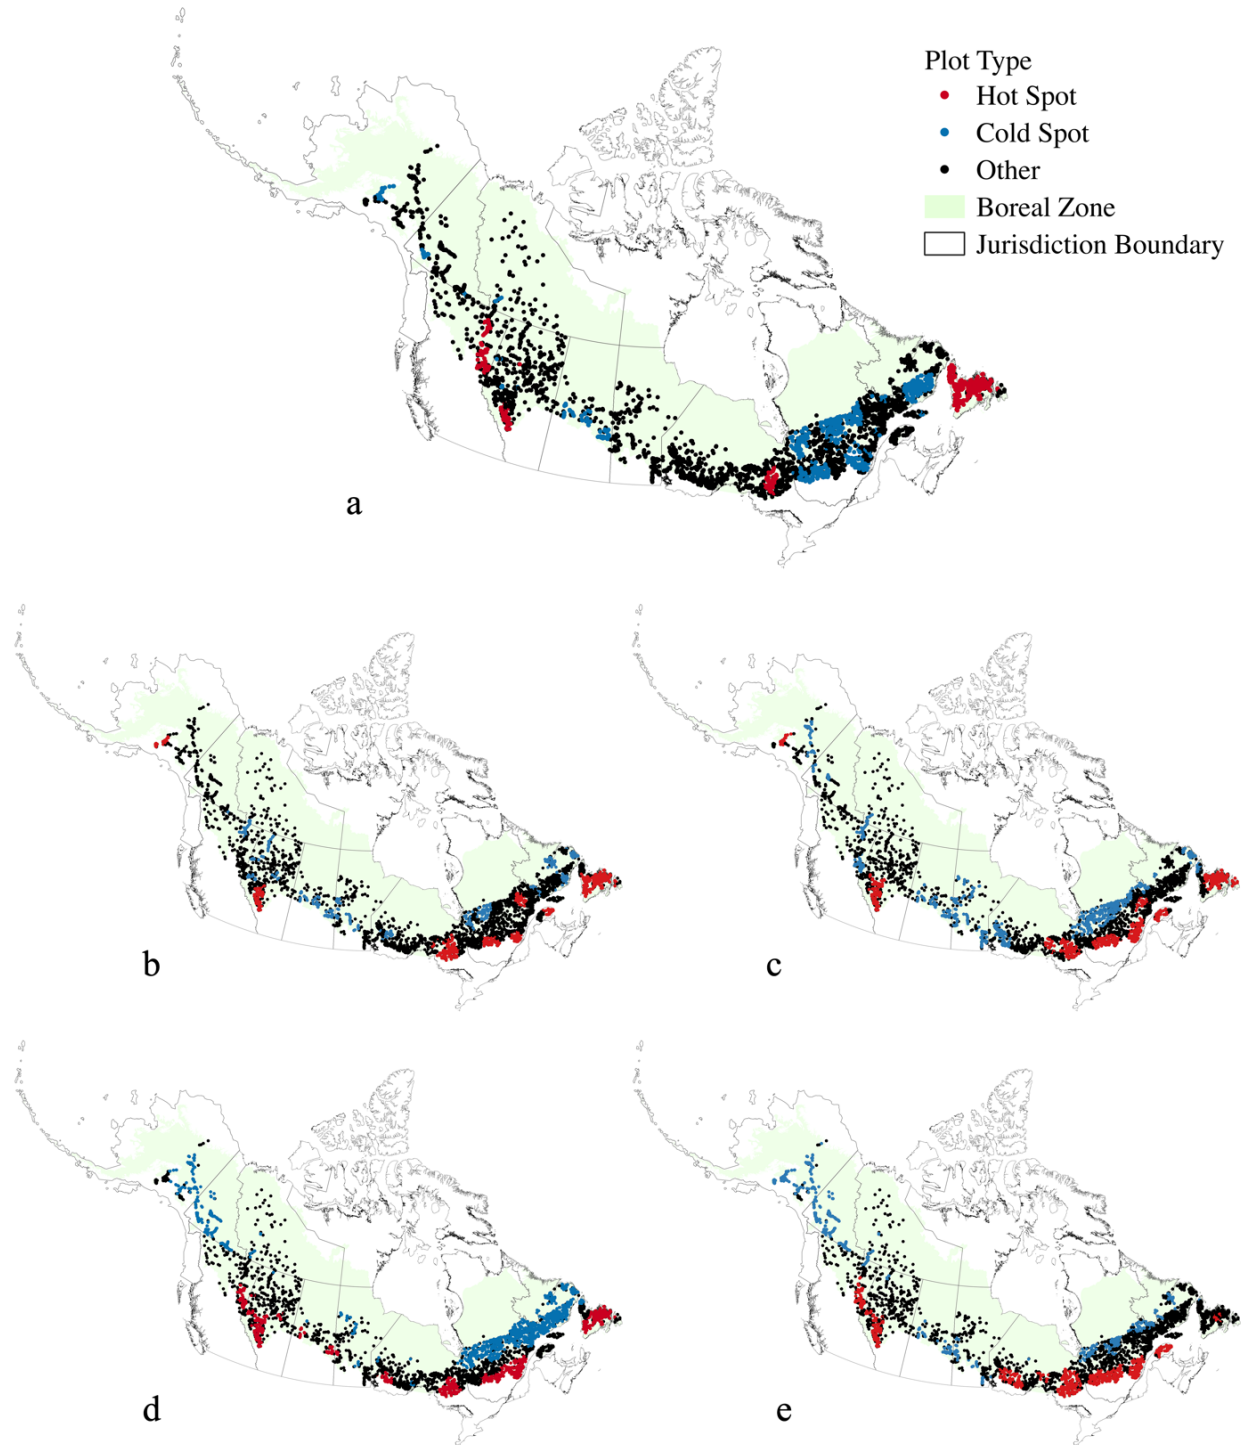 Plot Type
Hot Spot
Cold Spot
Other
Boreal Zone
Jurisdiction Boundary
a
b
c
d
e